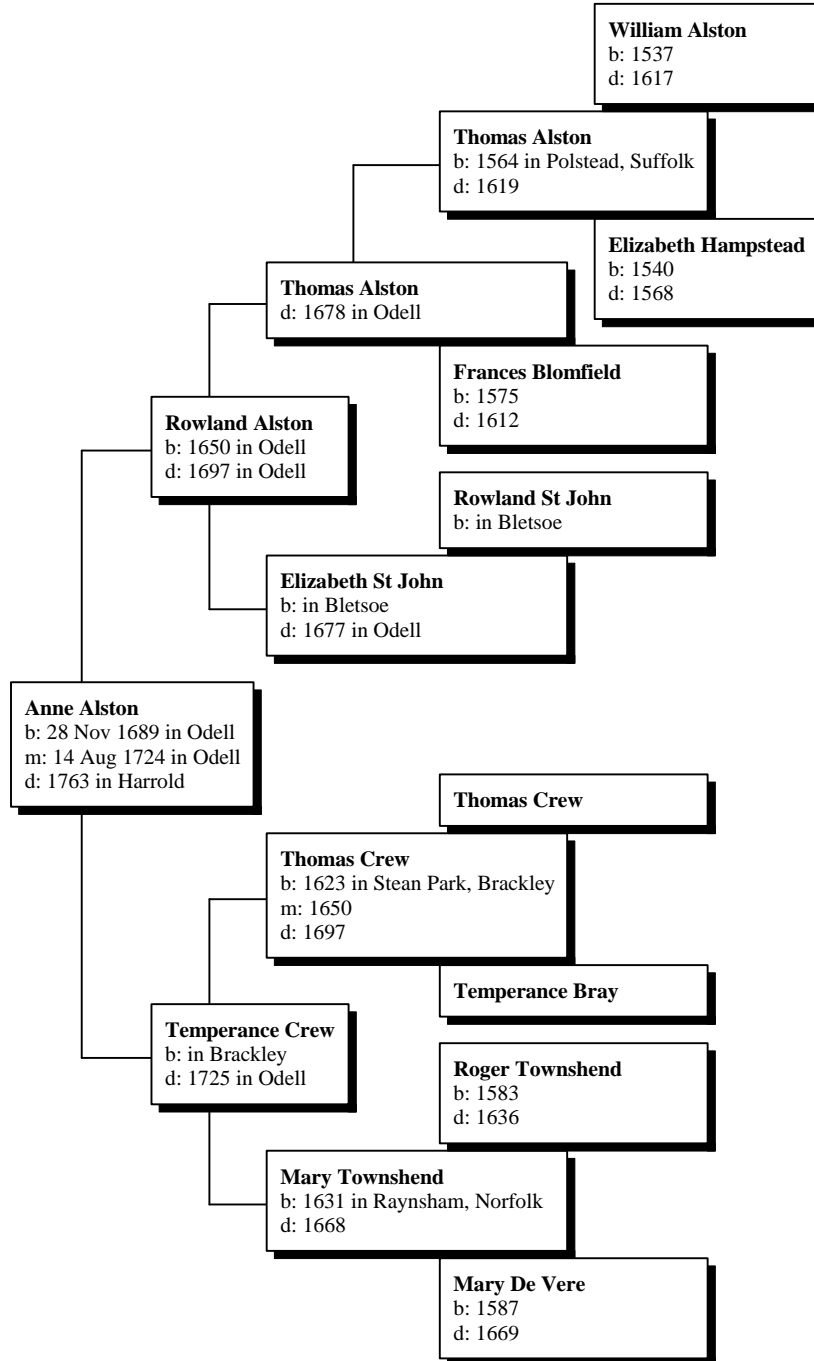 William Alston
b: 1537
d: 1617
Thomas Alston
b: 1564 in Polstead, Suffolk
d: 1619
Elizabeth Hampstead
b: 1540
d: 1568
Thomas Alston
d: 1678 in Odell
Frances Blomfield
b: 1575
d: 1612
Rowland Alston
b: 1650 in Odell
d: 1697 in Odell
Rowland St John
b: in Bletsoe
Elizabeth St John
b: in Bletsoe
d: 1677 in Odell
Anne Alston
b: 28 Nov 1689 in Odell
m: 14 Aug 1724 in Odell
d: 1763 in Harrold
Thomas Crew
Thomas Crew
b: 1623 in Stean Park, Brackley
m: 1650
d: 1697
Temperance Bray
Temperance Crew
b: in Brackley
d: 1725 in Odell
Roger Townshend
b: 1583
d: 1636
Mary Townshend
b: 1631 in Raynsham, Norfolk
d: 1668
Mary De Vere
b: 1587
d: 1669